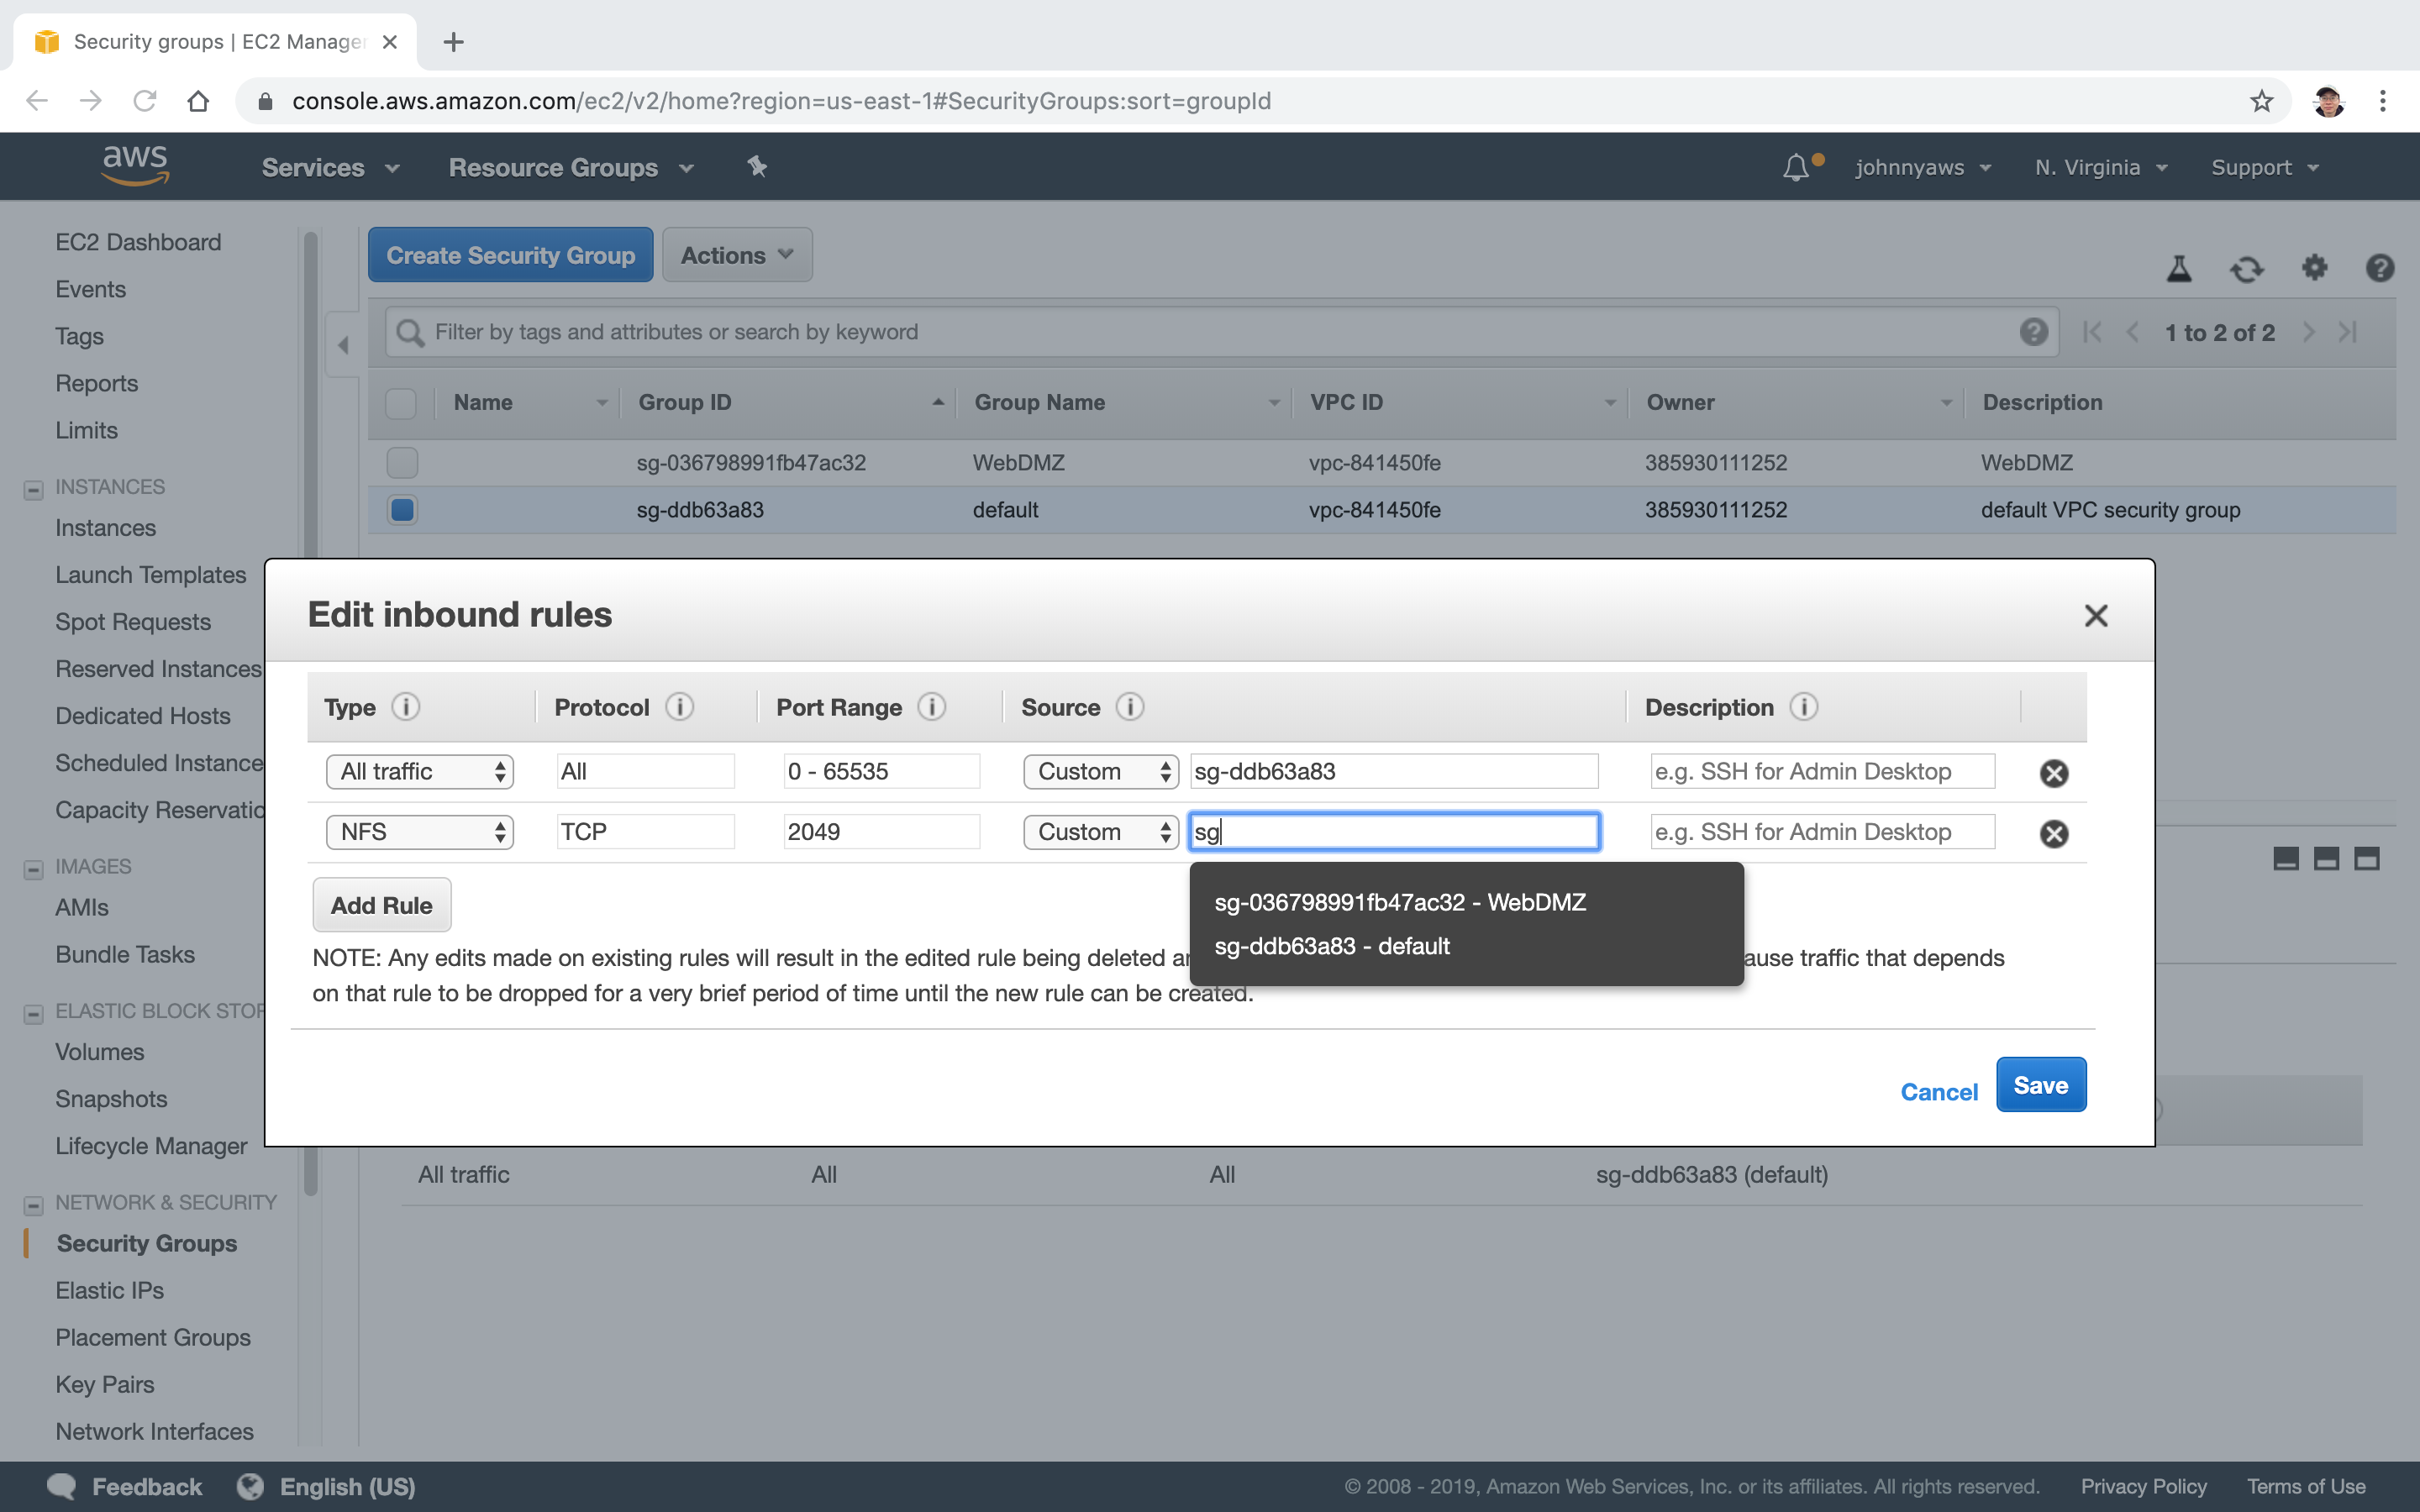 Security groups | EC2 Manage
console.aws.amazon.com/ec2/v2/home?region=us-east-1#SecurityGroups:sort=groupId
aws
Services
Resource Groups
johnnyaws
N. Virginia
Support
EC2 Dashboard
Events
Tags
Reports
Limits
INSTANCES
Instances
Launch Templates
Spot Requests
Reserved Instances
Dedicated Hosts
Scheduled Instance
Capacity Reservatio
IMAGES
AMIs
Bundle Tasks
ELASTIC BLOCK STOR
Volumes
Snapshots
Lifecycle Manager
NETWORK & SECURITY
Security Groups
Elastic IPs
Placement Groups
Key Pairs
Network Interfaces
Create Security Group
Actions
Filter by tags and attributes or search by keyword
1 to 2 of 2
Name Group ID Group Name VPC ID Owner Description
sg-036798991fb47ac32 WebDMZ vpc-841450fe 385930111252 WebDMZ
sg-ddb63a83 default vpc-841450fe 385930111252 default VPC security group
Edit inbound rules
Type Protocol Port Range Source Description
All traffic All 0 - 65535 Custom sg-ddb63a83 e.g. SSH for Admin Desktop
NFS TCP 2049 Custom sg e.g. SSH for Admin Desktop
sg-036798991fb47ac32 - WebDMZ
sg-ddb63a83 - default
Add Rule
NOTE: Any edits made on existing rules will result in the edited rule being deleted a ause traffic that depends
on that rule to be dropped for a very brief period of time until the new rule can be created.
Cancel
Save
All traffic All All sg-ddb63a83 (default)
Feedback
English (US)
© 2008 - 2019, Amazon Web Services, Inc. or its affiliates. All rights reserved.
Privacy Policy
Terms of Use